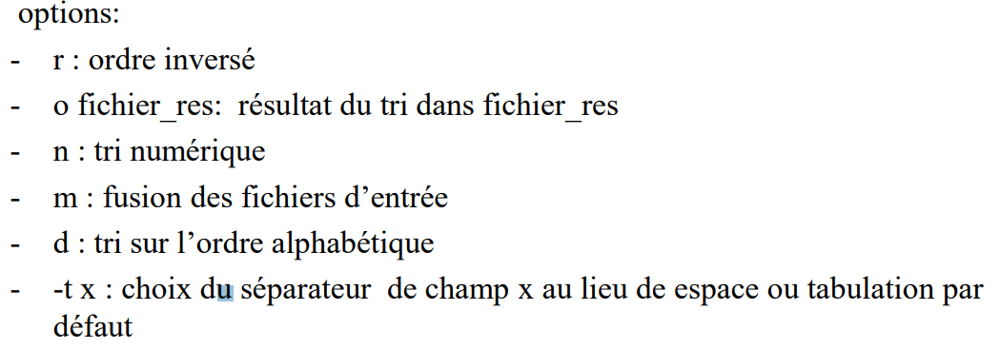 options:
- r : ordre inversé
- o fichier_res:  résultat du tri dans fichier_res
- n : tri numérique
- m : fusion des fichiers d’entrée
- d : tri sur l’ordre alphabétique
- -t x : choix du séparateur  de champ x au lieu de espace ou tabulation par
défaut